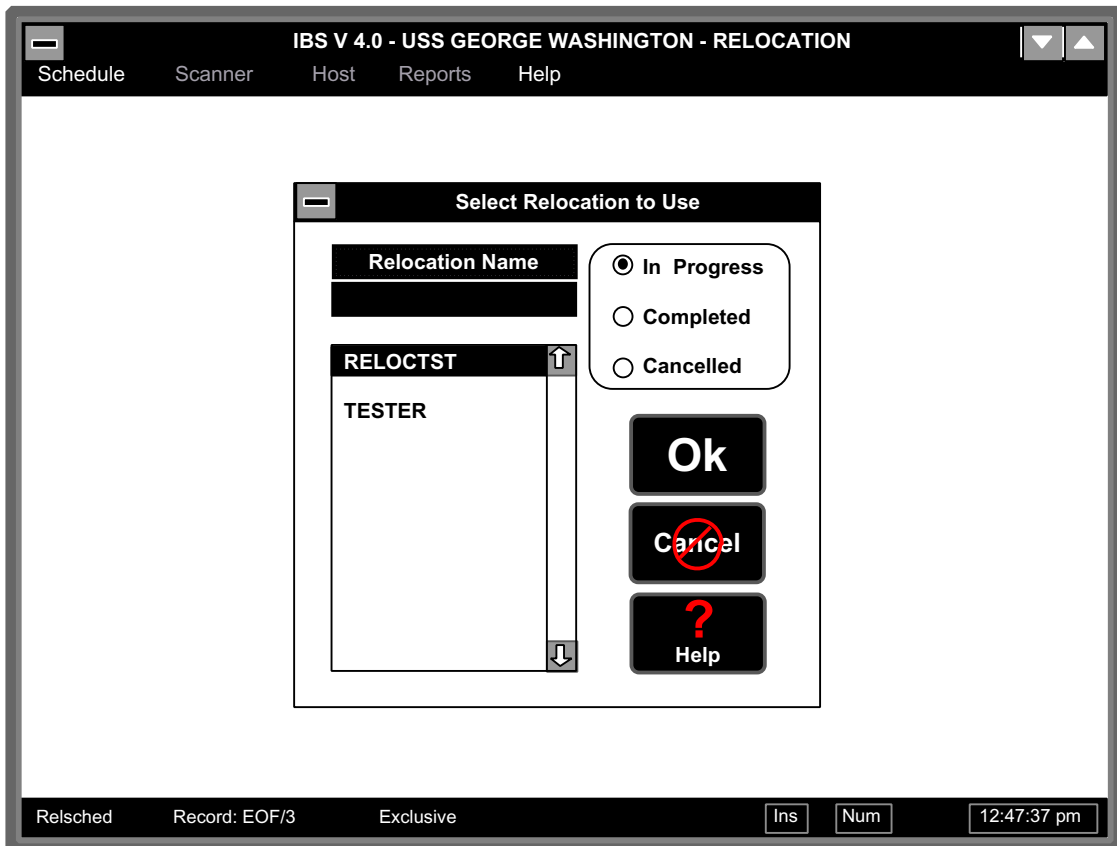 IBS V 4.0 - USS GEORGE WASHINGTON - RELOCATION
Schedule Scanner Host Reports Help
Select Relocation to Use
Relocation Name
In Progress
Completed
Cancelled
RELOCTST
TESTER
Ok
Cancel
?
Help
Relsched Record: EOF/3 Exclusive Ins Num 12:47:37 pm